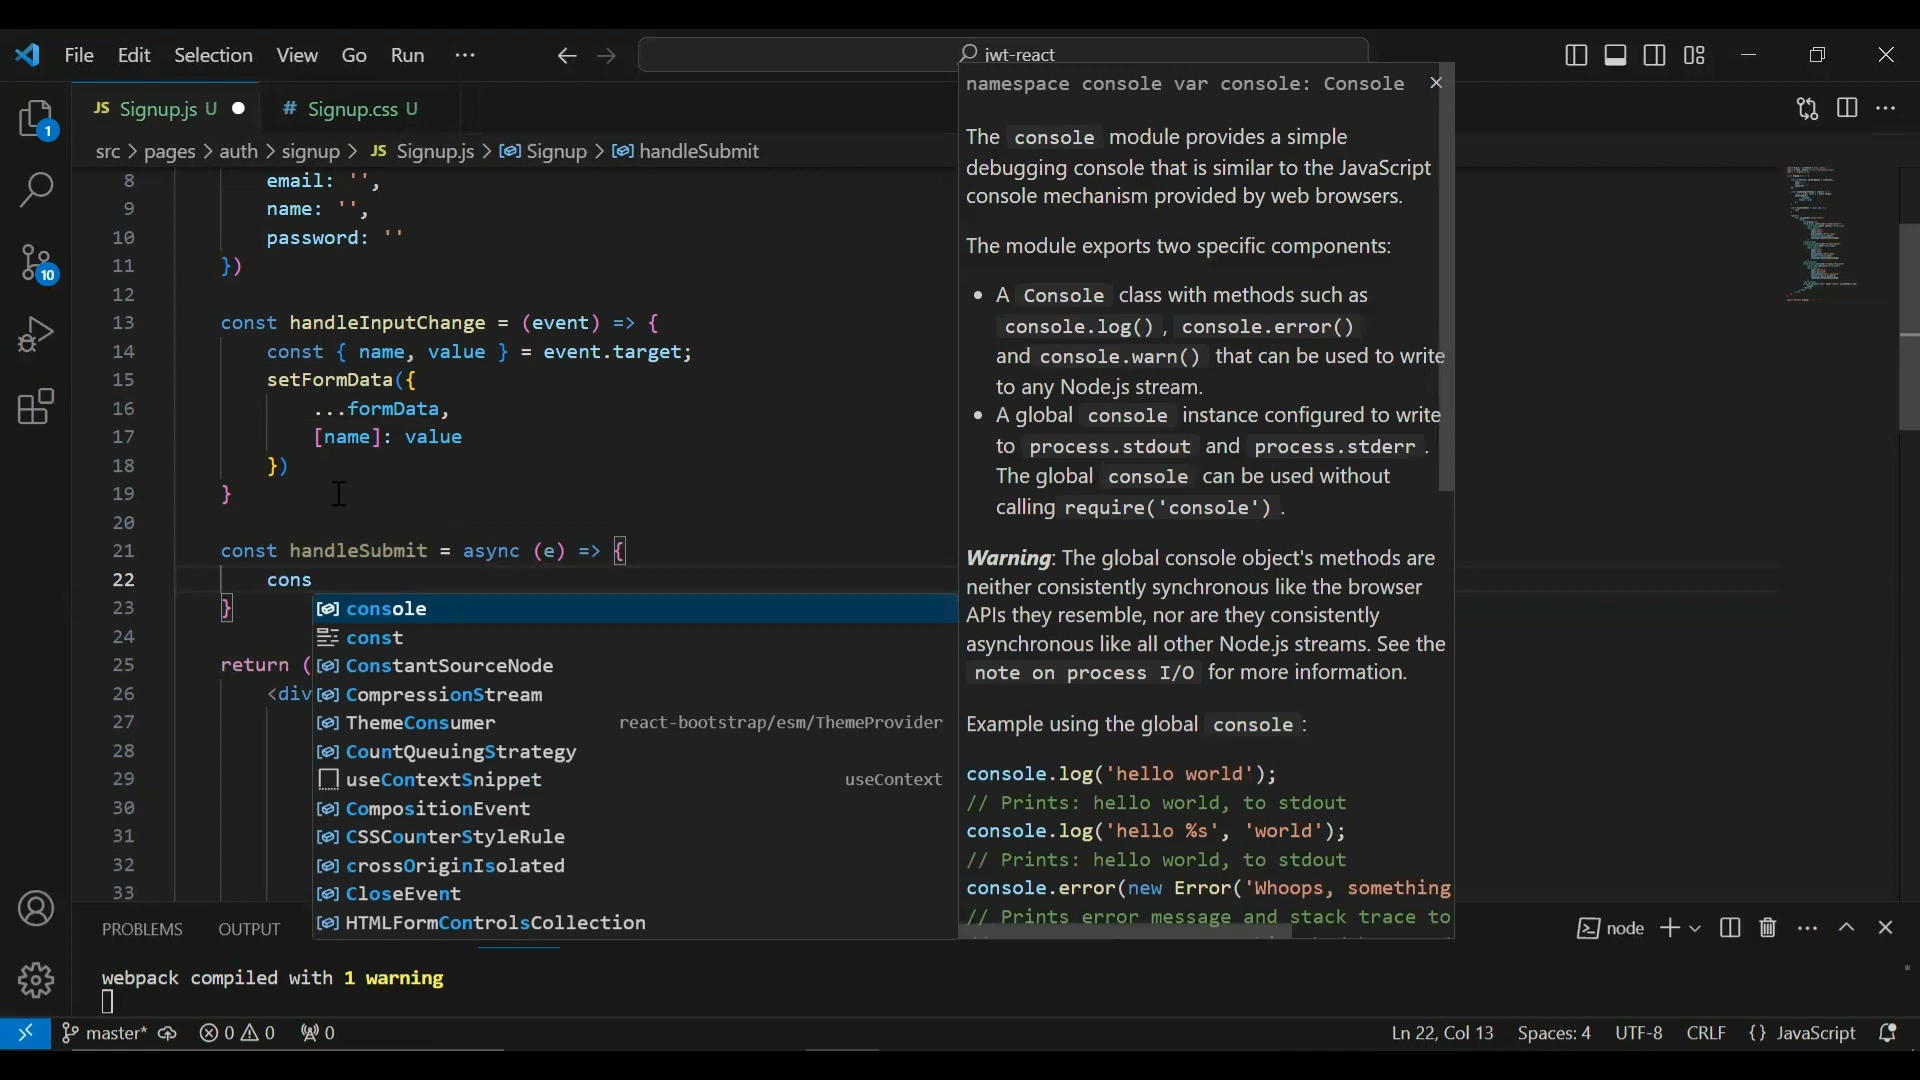 File Edit Selection View Go Run ···
jwt-react
JS Signup.js U
# Signup.css U
src > pages > auth > signup > JS Signup.js > Signup > handleSubmit
8 email: '',
9 name: '',
10 password: ''
11 })
12
13 const handleInputChange = (event) => {
14 const { name, value } = event.target;
15 setFormData({
16 ...formData,
17 [name]: value
18 })
19 }
20
21 const handleSubmit = async (e) => {
22 cons
23 }
24
25 return (
26 <div
27
28
29
30
31
32
33
console
const
ConstantSourceNode
CompressionStream
ThemeConsumer react-bootstrap/esm/ThemeProvider
CountQueuingStrategy
useContextSnippet useContext
CompositionEvent
CSSCounterStyleRule
crossOriginIsolated
CloseEvent
HTMLFormControlsCollection
namespace console var console: Console
The console module provides a simple
debugging console that is similar to the JavaScript
console mechanism provided by web browsers.
The module exports two specific components:
• A Console class with methods such as
console.log() , console.error()
and console.warn() that can be used to write
to any Node.js stream.
• A global console instance configured to write
to process.stdout and process.stderr .
The global console can be used without
calling require('console') .
Warning: The global console object's methods are
neither consistently synchronous like the browser
APIs they resemble, nor are they consistently
asynchronous like all other Node.js streams. See the
note on process I/O for more information.
Example using the global console :
console.log('hello world');
// Prints: hello world, to stdout
console.log('hello %s', 'world');
// Prints: hello world, to stdout
console.error(new Error('Whoops, something
// Prints error message and stack trace to
1
10
PROBLEMS OUTPUT
node
webpack compiled with 1 warning
master* 0 0 0
Ln 22, Col 13 Spaces: 4 UTF-8 CRLF {} JavaScript